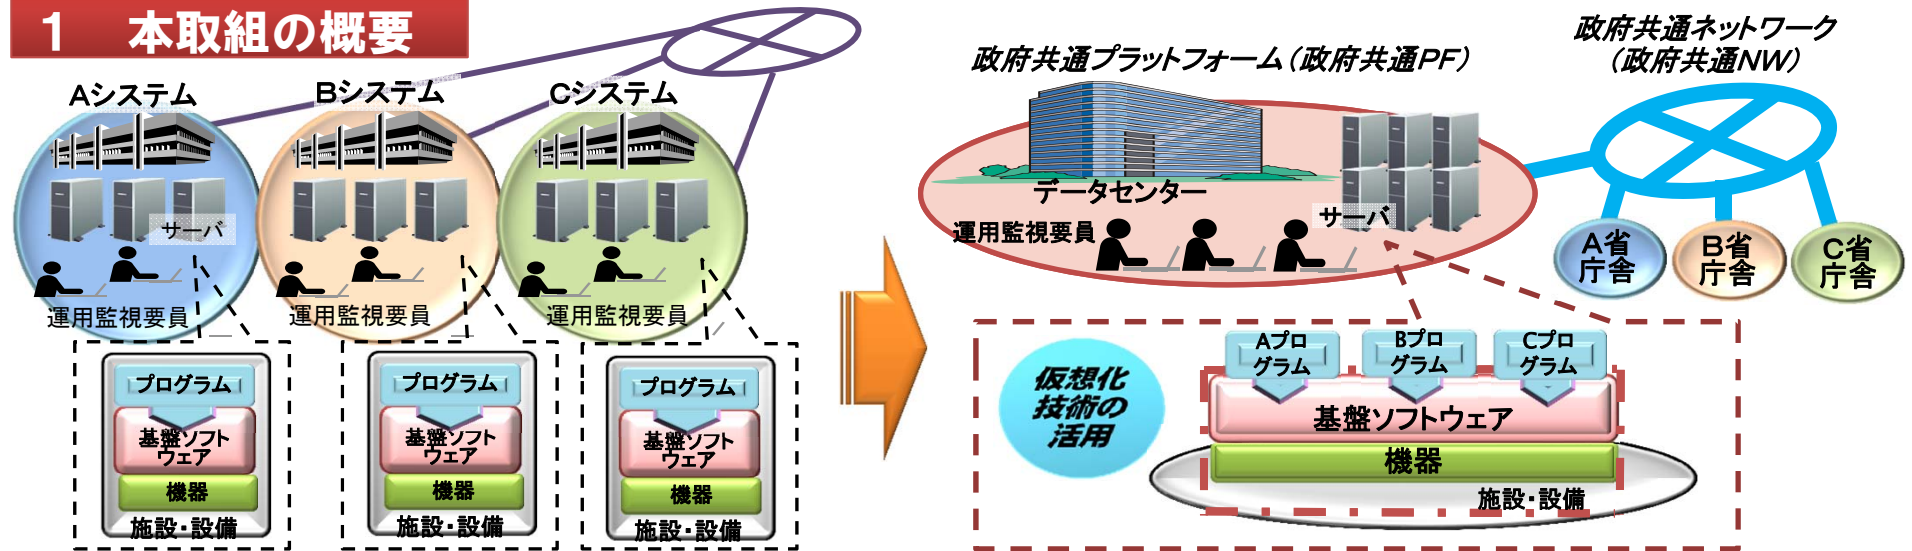 1 本取組の概要
Aシステム
Bシステム
Cシステム
サーバ
運用監視要員
運用監視要員
運用監視要員
プログラム
基盤ソフト
ウェア
機器
施設・設備
プログラム
基盤ソフト
ウェア
機器
施設・設備
プログラム
基盤ソフト
ウェア
機器
施設・設備
政府共通プラットフォーム(政府共通PF)
データセンター
サーバ
運用監視要員
政府共通ネットワーク
(政府共通NW)
A省
庁舎
B省
庁舎
C省
庁舎
仮想化
技術の
活用
Aプロ
グラム
Bプロ
グラム
Cプロ
グラム
基盤ソフトウェア
機器
施設・設備